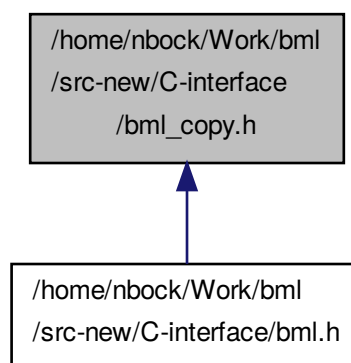 /home/nbock/Work/bml
/src-new/C-interface
/bml_copy.h
/home/nbock/Work/bml
/src-new/C-interface/bml.h